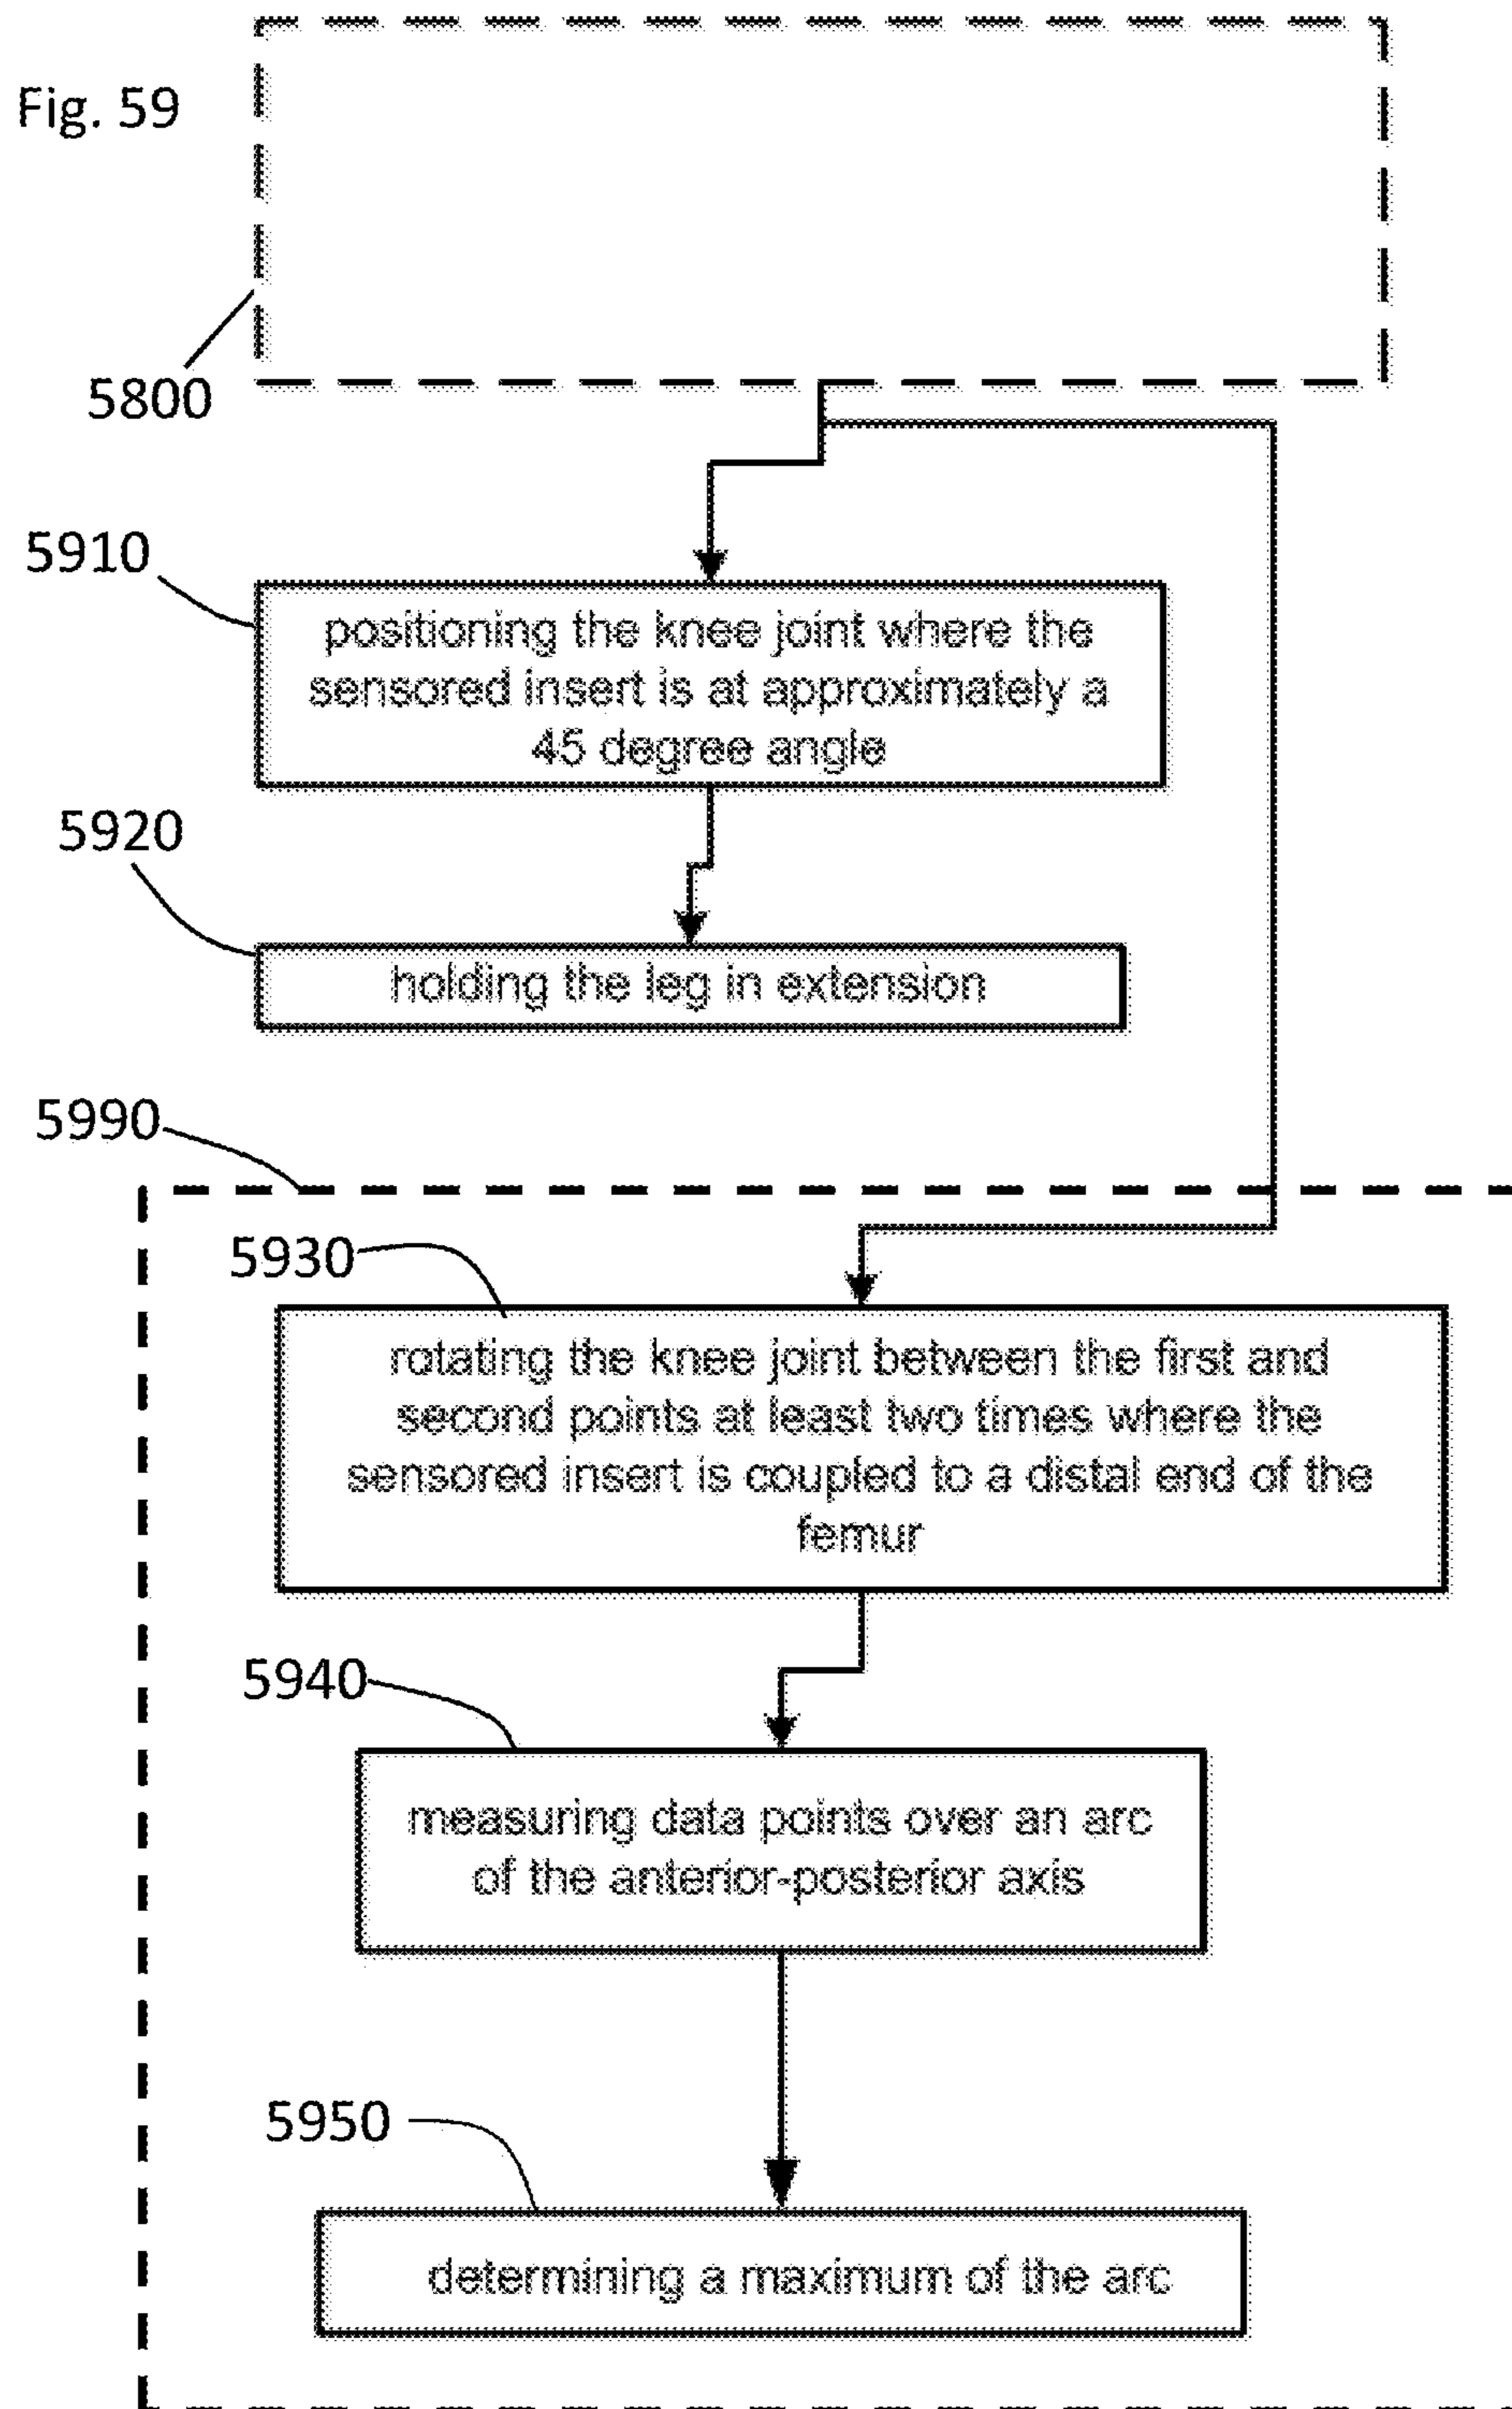 Fig. 59
5800
5910
positioning the knee joint where the
sensored insert is at approximately a
45 degree angle
5920
holding the leg in extension
5990
5930
rotating the knee joint between the first and
second points at least two times where the
sensored insert is coupled to a distal end of the
femur
5940
measuring data points over an arc
of the anterior-posterior axis
5950
determining a maximum of the arc